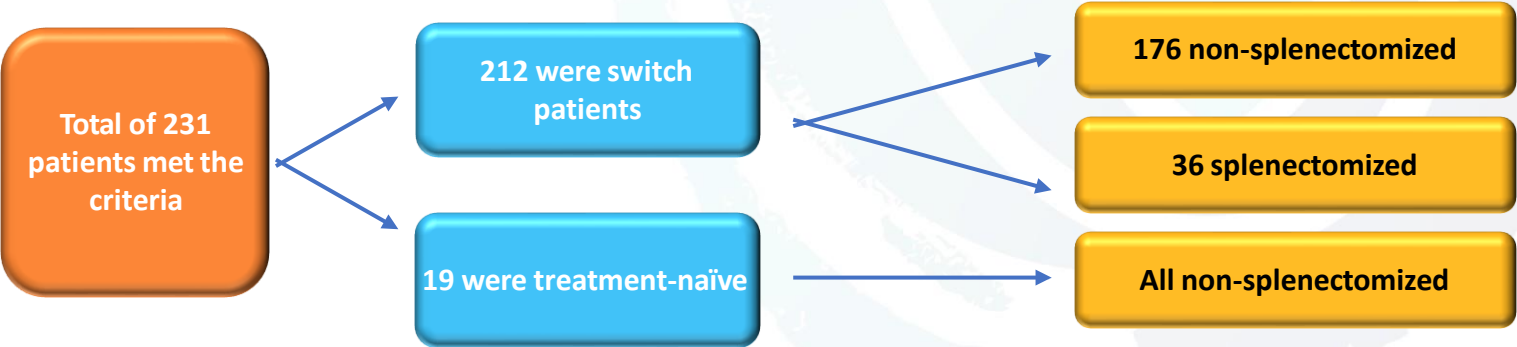 Total of 231
patients met the
criteria
212 were switch
patients
19 were treatment-naïve
176 non-splenectomized
36 splenectomized
All non-splenectomized